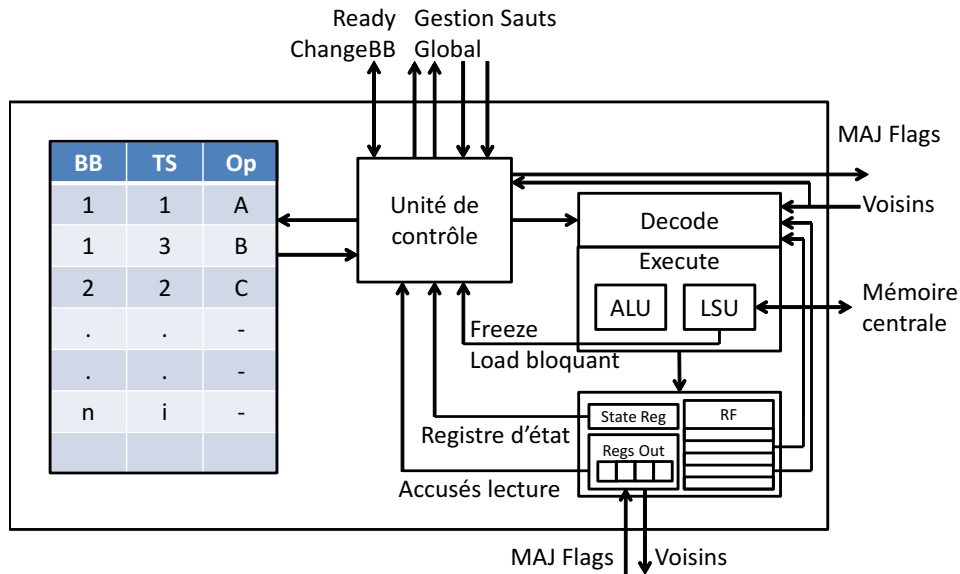 Ready Gestion Sauts
ChangeBB Global
MAJ Flags
Voisins
BB TS Op
1 1 A
1 3 B
2 2 C
. . -
. . -
n i -
Unité de
contrôle
Decode
Execute
ALU LSU
Mémoire
centrale
Freeze
Load bloquant
State Reg RF
Registre d'état
Regs Out
Accusés lecture
MAJ Flags Voisins